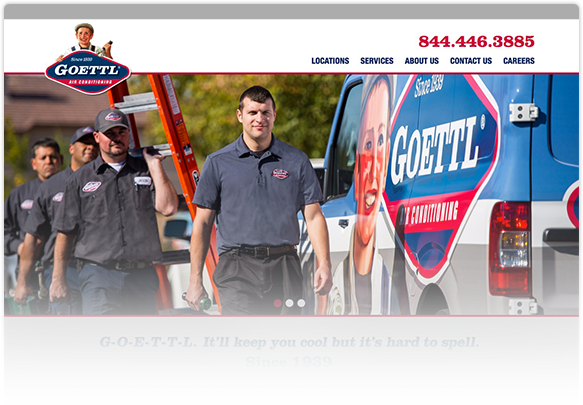 844.446.3885
Since 1939
GOETTL®
AIR CONDITIONING
LOCATIONS SERVICES ABOUT US CONTACT US CAREERS
Since 1939
GOETTL®
AIR CONDITIONING
G-O-E-T-T-L. It'll keep you cool but it's hard to spell.
Since 1939